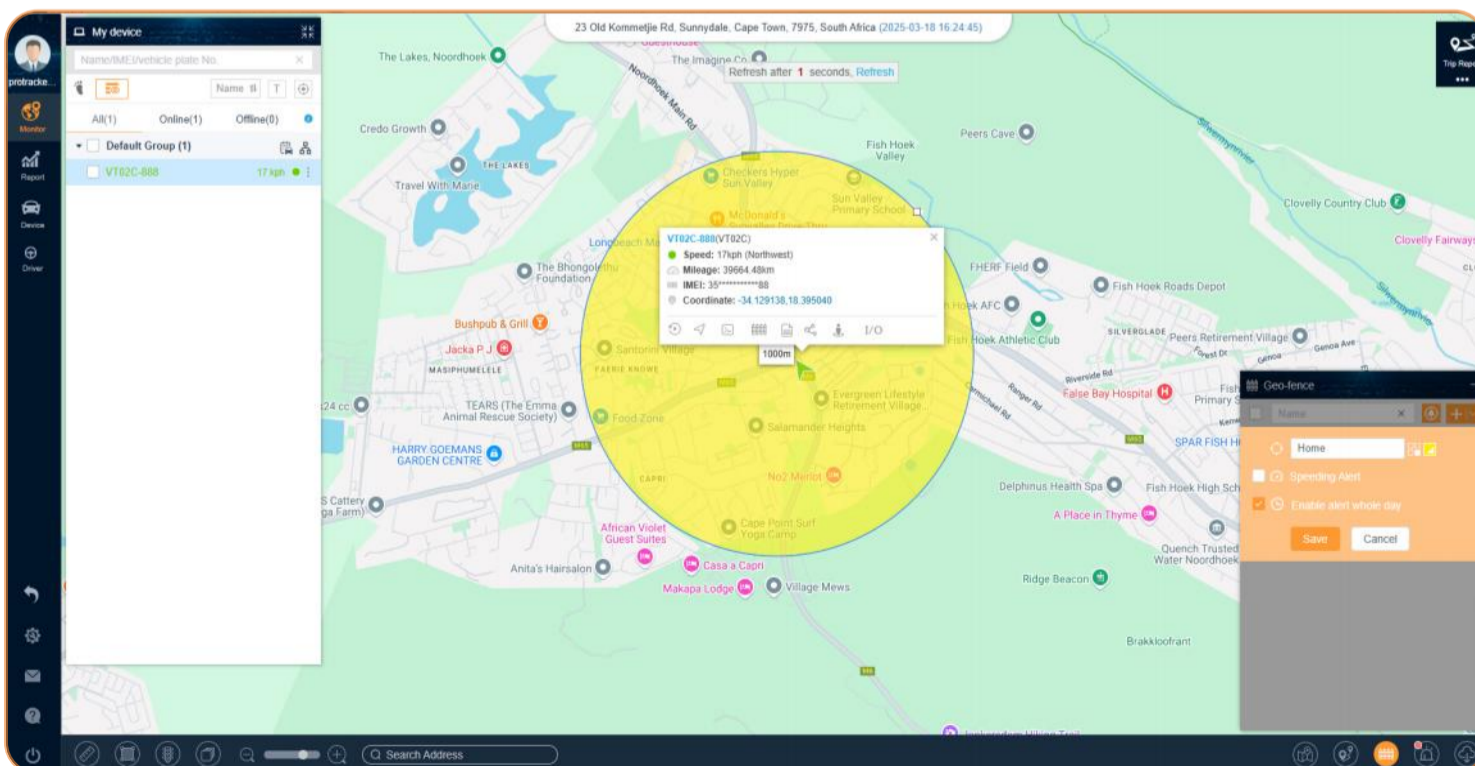 23 Old Kommetjie Rd, Sunnydale, Cape Town, 7975, South Africa (2025-03-18 16:24:45)
Refresh after 1 seconds, Refresh
protracke...
Monitor
Report
Device
Driver
My device
Name/IMEI/vehicle plate No.
Name
T
All(1)
Online(1)
Offline(0)
Default Group (1)
VT02C-888
17 kph
The Lakes, Noordhoek
The Imagine Co
Noordhoek Main Rd
Credo Growth
THE LAKES
Travel With Marie
Fish Hoek
Valley
Peers Cave
Silvermynrivier
Checkers Hyper
Sun Valley
Sun Valley
Primary School
McDonald's
Clovelly Country Club
Clovelly Fairways
The Bhongolethu
Foundation
VT02C-888(VT02C)
Speed: 17kph (Northwest)
Mileage: 39664.48km
IMEI: 35***********88
Coordinate: -34.129138,18.395040
I/O
1000m
FHERF Field
Fish Hoek Roads Depot
Fish Hoek Athletic Club
SILVERGLADE
Peers Retirement Village
Forest Dr
Genoa
Genoa Ave
Bushpub & Grill
Jacka P J
MASIPHUMELELE
Santorini Village
FAERIE KNOWE
Evergreen Lifestyle
Retirement Village
TEARS (The Emma
Animal Rescue Society)
Food Zone
Salamander Heights
Carmichael Rd
Ranger Rd
Riverside Rd
False Bay Hospital
HARRY GOEMANS
GARDEN CENTRE
CAPRI
No2 Merlot
Delphinus Health Spa
Fish Hoek High Sch
African Violet
Guest Suites
Cape Point Surf
Yoga Camp
A Place in Thyme
Quench Trusted
Water Noordhoek
Anita's Hairsalon
Casa a Capri
Makapa Lodge
Village Mews
Ridge Beacon
Brakkloofrant
Trip Repo
Geo-fence
Name
Home
Speeding Alert
Enable alert whole day
Save
Cancel
Search Address